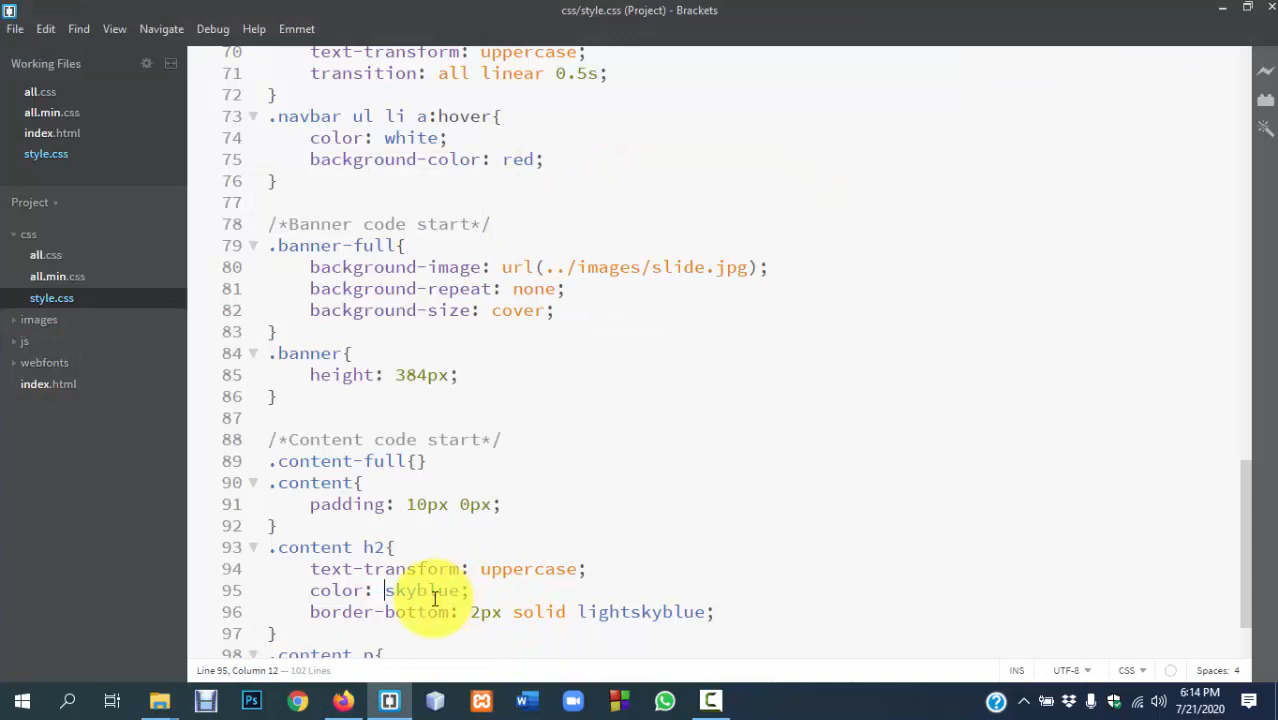 css/style.css (Project) - Brackets
File Edit Find View Navigate Debug Help Emmet
Working Files
all.css
all.min.css
index.html
style.css
Project
css
all.css
all.min.css
style.css
images
js
webfonts
index.html
70 text-transform: uppercase;
71 transition: all linear 0.5s;
72 }
73 .navbar ul li a:hover{
74 color: white;
75 background-color: red;
76 }
77
78 /*Banner code start*/
79 .banner-full{
80 background-image: url(../images/slide.jpg);
81 background-repeat: none;
82 background-size: cover;
83 }
84 .banner{
85 height: 384px;
86 }
87
88 /*Content code start*/
89 .content-full{}
90 .content{
91 padding: 10px 0px;
92 }
93 .content h2{
94 text-transform: uppercase;
95 color: skyblue;
96 border-bottom: 2px solid lightskyblue;
97 }
98 .content p{
Line 95, Column 12 — 102 Lines
INS UTF-8 CSS Spaces: 4
6:14 PM
7/21/2020